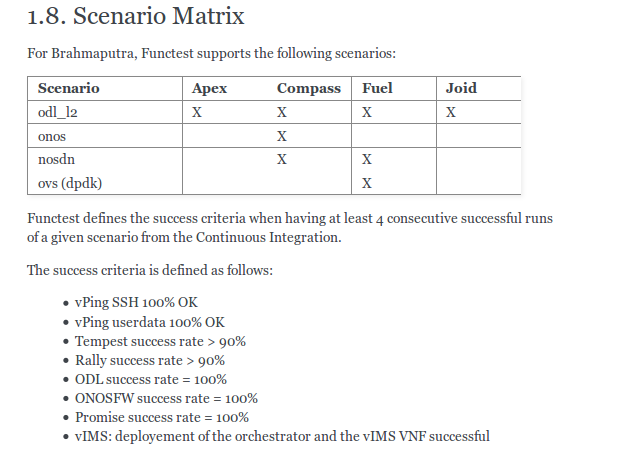 1.8. Scenario Matrix
For Brahmaputra, Functest supports the following scenarios:
Scenario Apex Compass Fuel Joid
odl_l2 X X X X
onos X
nosdn X X
ovs (dpdk) X
Functest defines the success criteria when having at least 4 consecutive successful runs
of a given scenario from the Continuous Integration.
The success criteria is defined as follows:
• vPing SSH 100% OK
• vPing userdata 100% OK
• Tempest success rate > 90%
• Rally success rate > 90%
• ODL success rate = 100%
• ONOSFW success rate = 100%
• Promise success rate = 100%
• vIMS: deployement of the orchestrator and the vIMS VNF successful